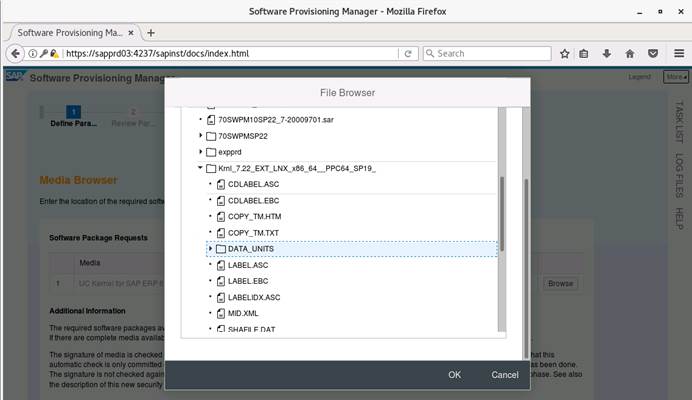 Software Provisioning Manager - Mozilla Firefox
Software Provisioning Ma...
https://sapprd03:4237/sapinst/docs/index.html
Search
SAP
Software Provisioning Manager
Legend
More
1
2
Define Para...
Review Par...
File Browser
70SWPM10SP22_7-20009701.sar
70SWPMSP22
expprd
Krnl_7.22_EXT_LNX_x86_64__PPC64_SP19_
CDLABEL.ASC
CDLABEL.EBC
COPY_TM.HTM
COPY_TM.TXT
DATA_UNITS
LABEL.ASC
LABEL.EBC
LABELIDX.ASC
MID.XML
SHAFILE.DAT
OK
Cancel
TASK LIST
LOG FILES
HELP
Media Browser
Enter the location of the required softw
Software Package Requests
Media
1
UC Kernel for SAP ERP 6
Browse
Additional Information
The required software packages av
If there are complete media availab
The signature of media is checked
that this
automatic check is only committed
has been done.
The signature is not checked again
phase. See also
the description of this new security